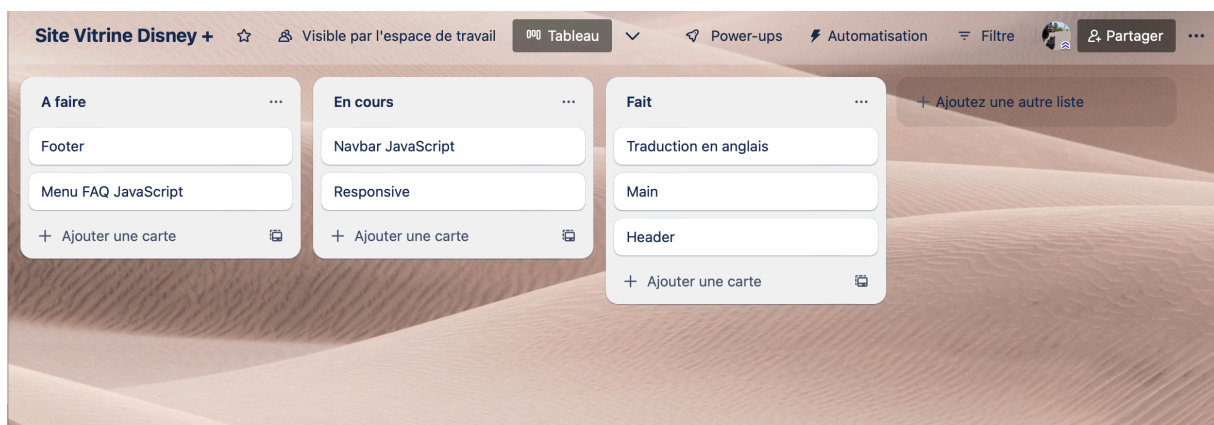 Site Vitrine Disney + Visible par l'espace de travail Tableau Power-ups Automatisation Filtre Partager
A faire
Footer
Menu FAQ JavaScript
Ajouter une carte
En cours
Navbar JavaScript
Responsive
Ajouter une carte
Fait
Traduction en anglais
Main
Header
Ajouter une carte
Ajoutez une autre liste